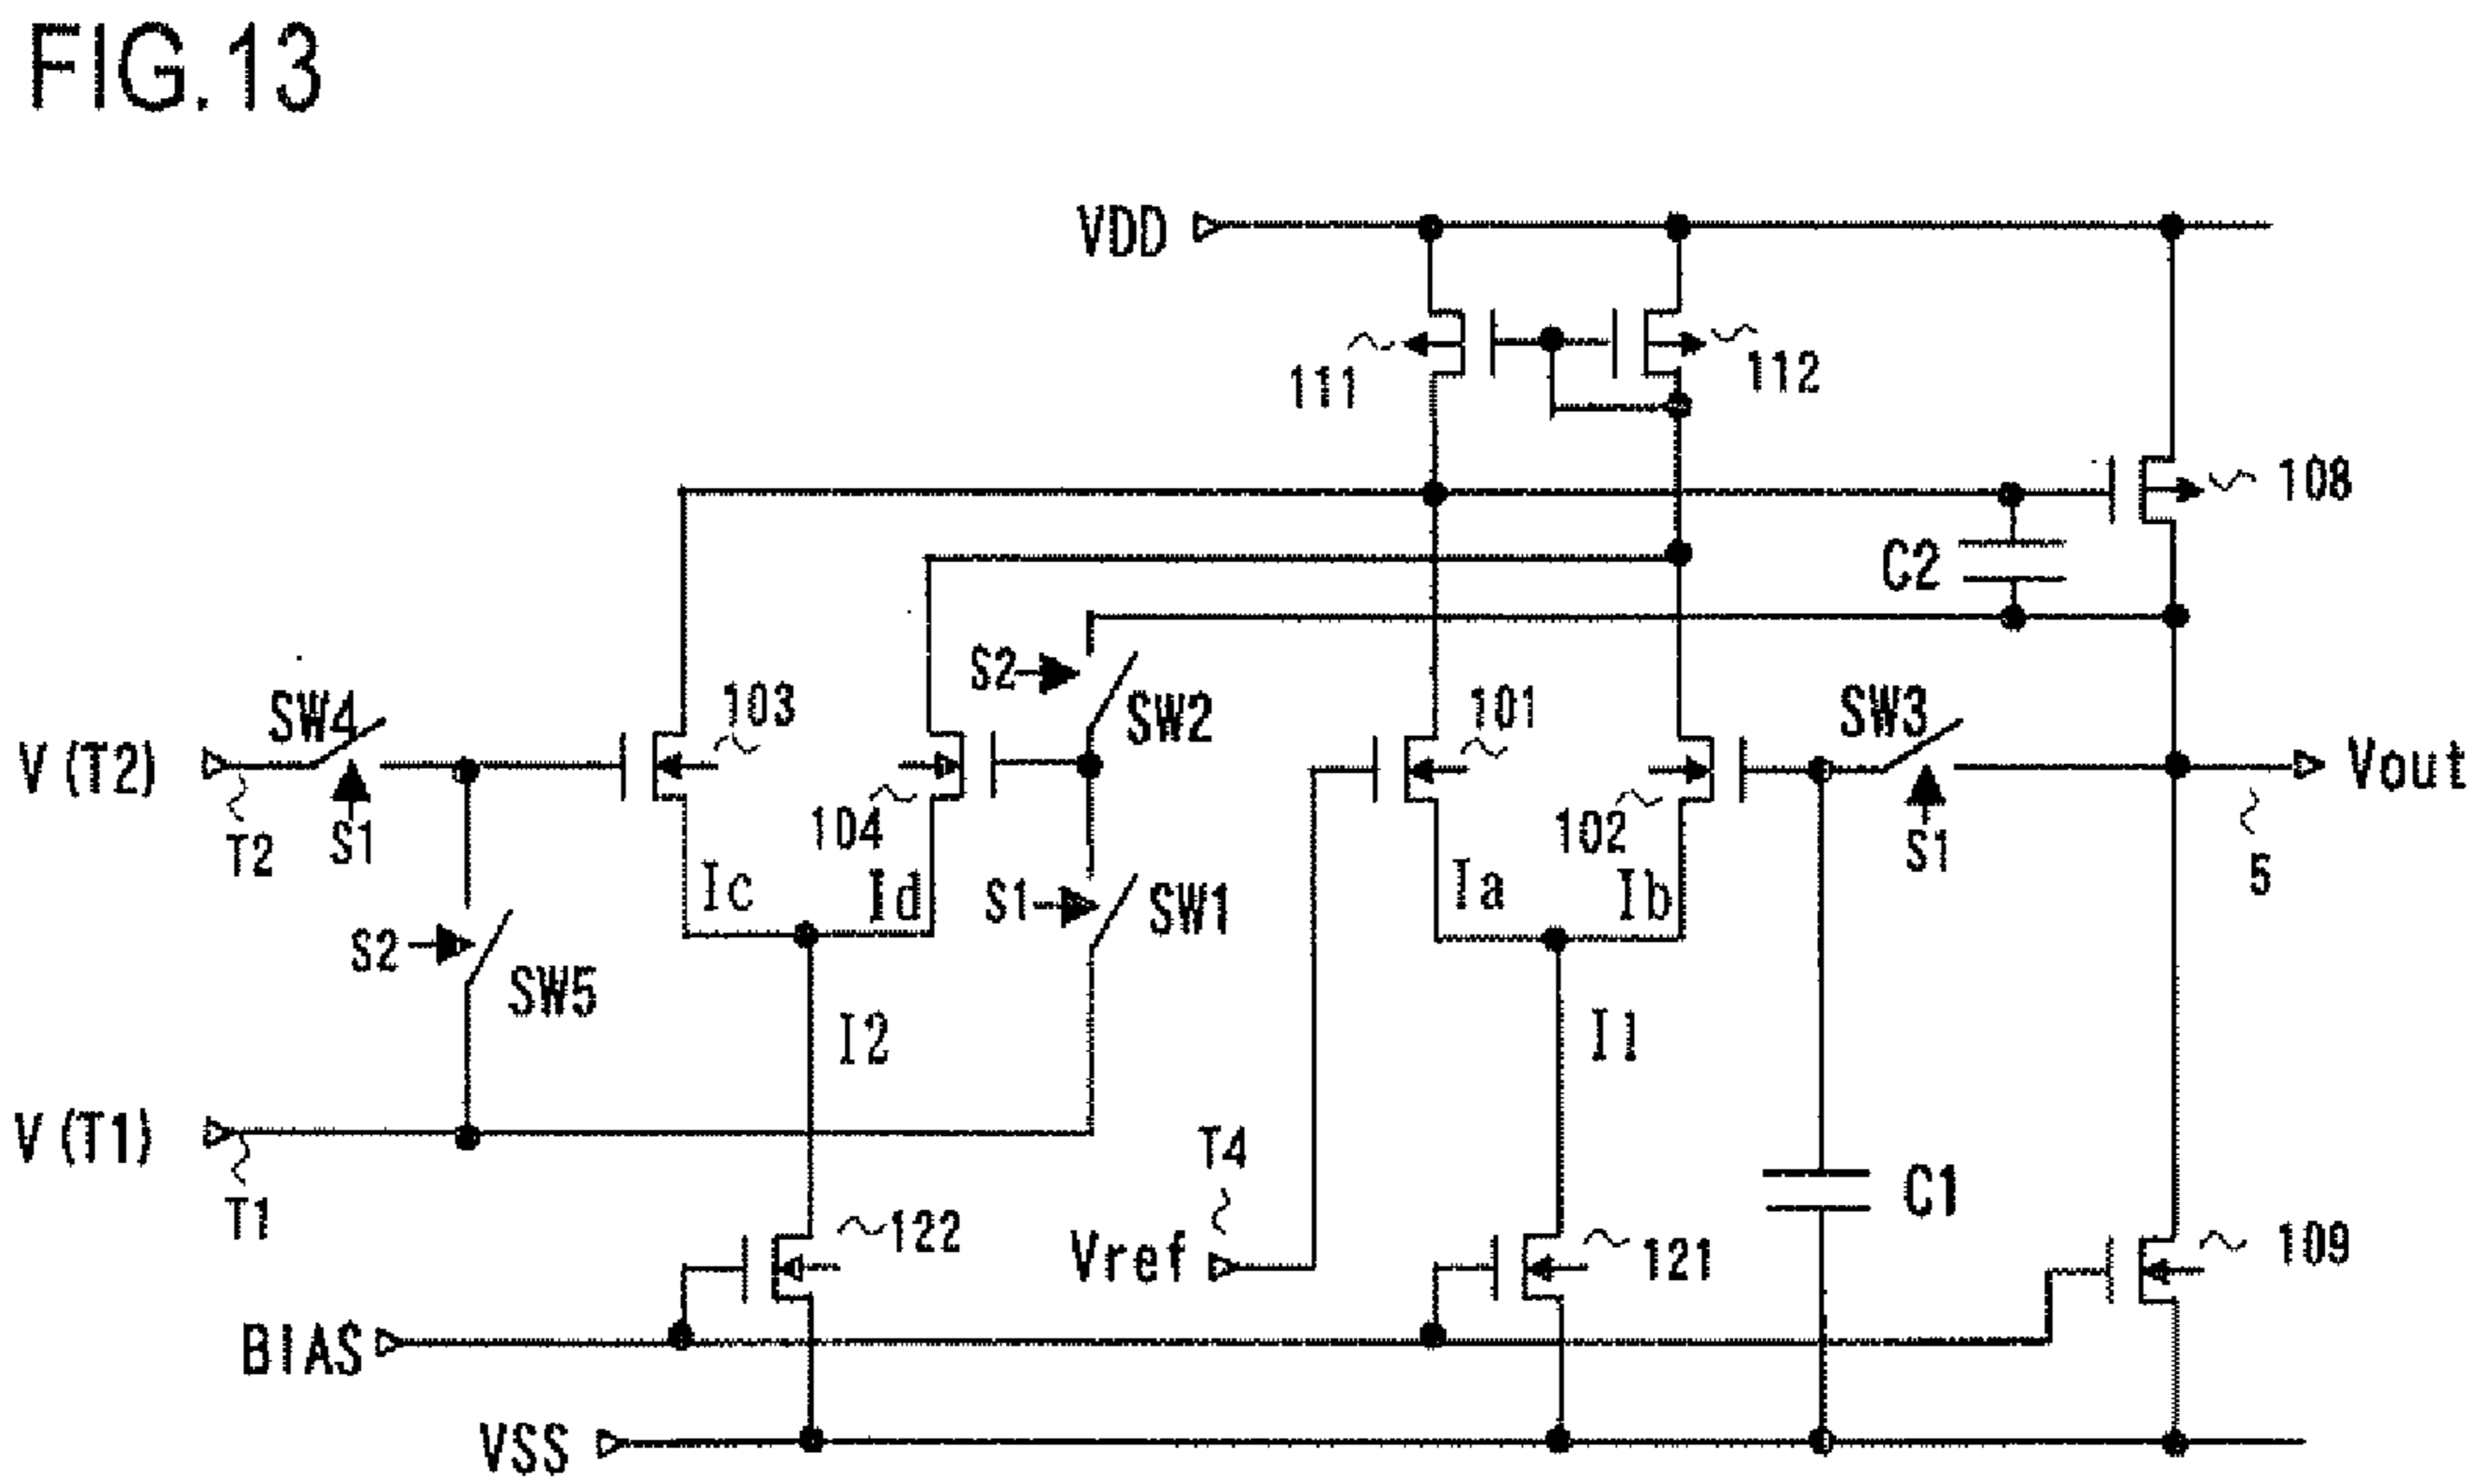 FIG.13
VDD
111
112
108
C2
S2
SW2
103
101
SW4
SW3
V(T2)
Vout
T2
S1
104
102
S1
5
Ic
Id
S1
SW1
Ia
Ib
S2
SW5
I2
I1
V(T1)
T1
T4
C1
122
Vref
121
109
BIAS
VSS